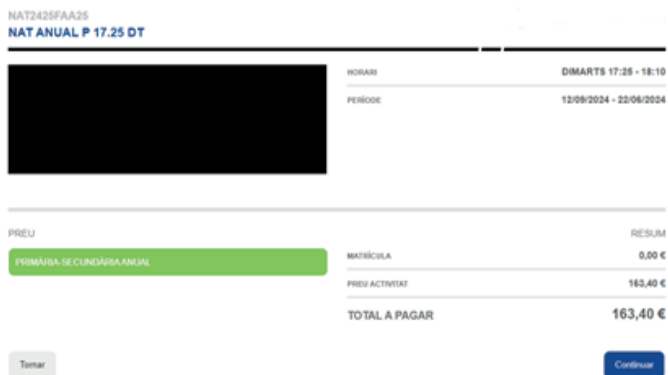 NAT2425FAA25
NAT ANUAL P 17.25 DT
HORARI
DIMARTS 17:25 - 18:10
PERÍODE
12/09/2024 - 22/06/2024
PREU
RESUM
PRIMÀRIA-SECUNDÀRIA ANUAL
MATRÍCULA
0,00 €
PREU ACTIVITAT
163,40 €
TOTAL A PAGAR
163,40 €
Tornar
Continuar